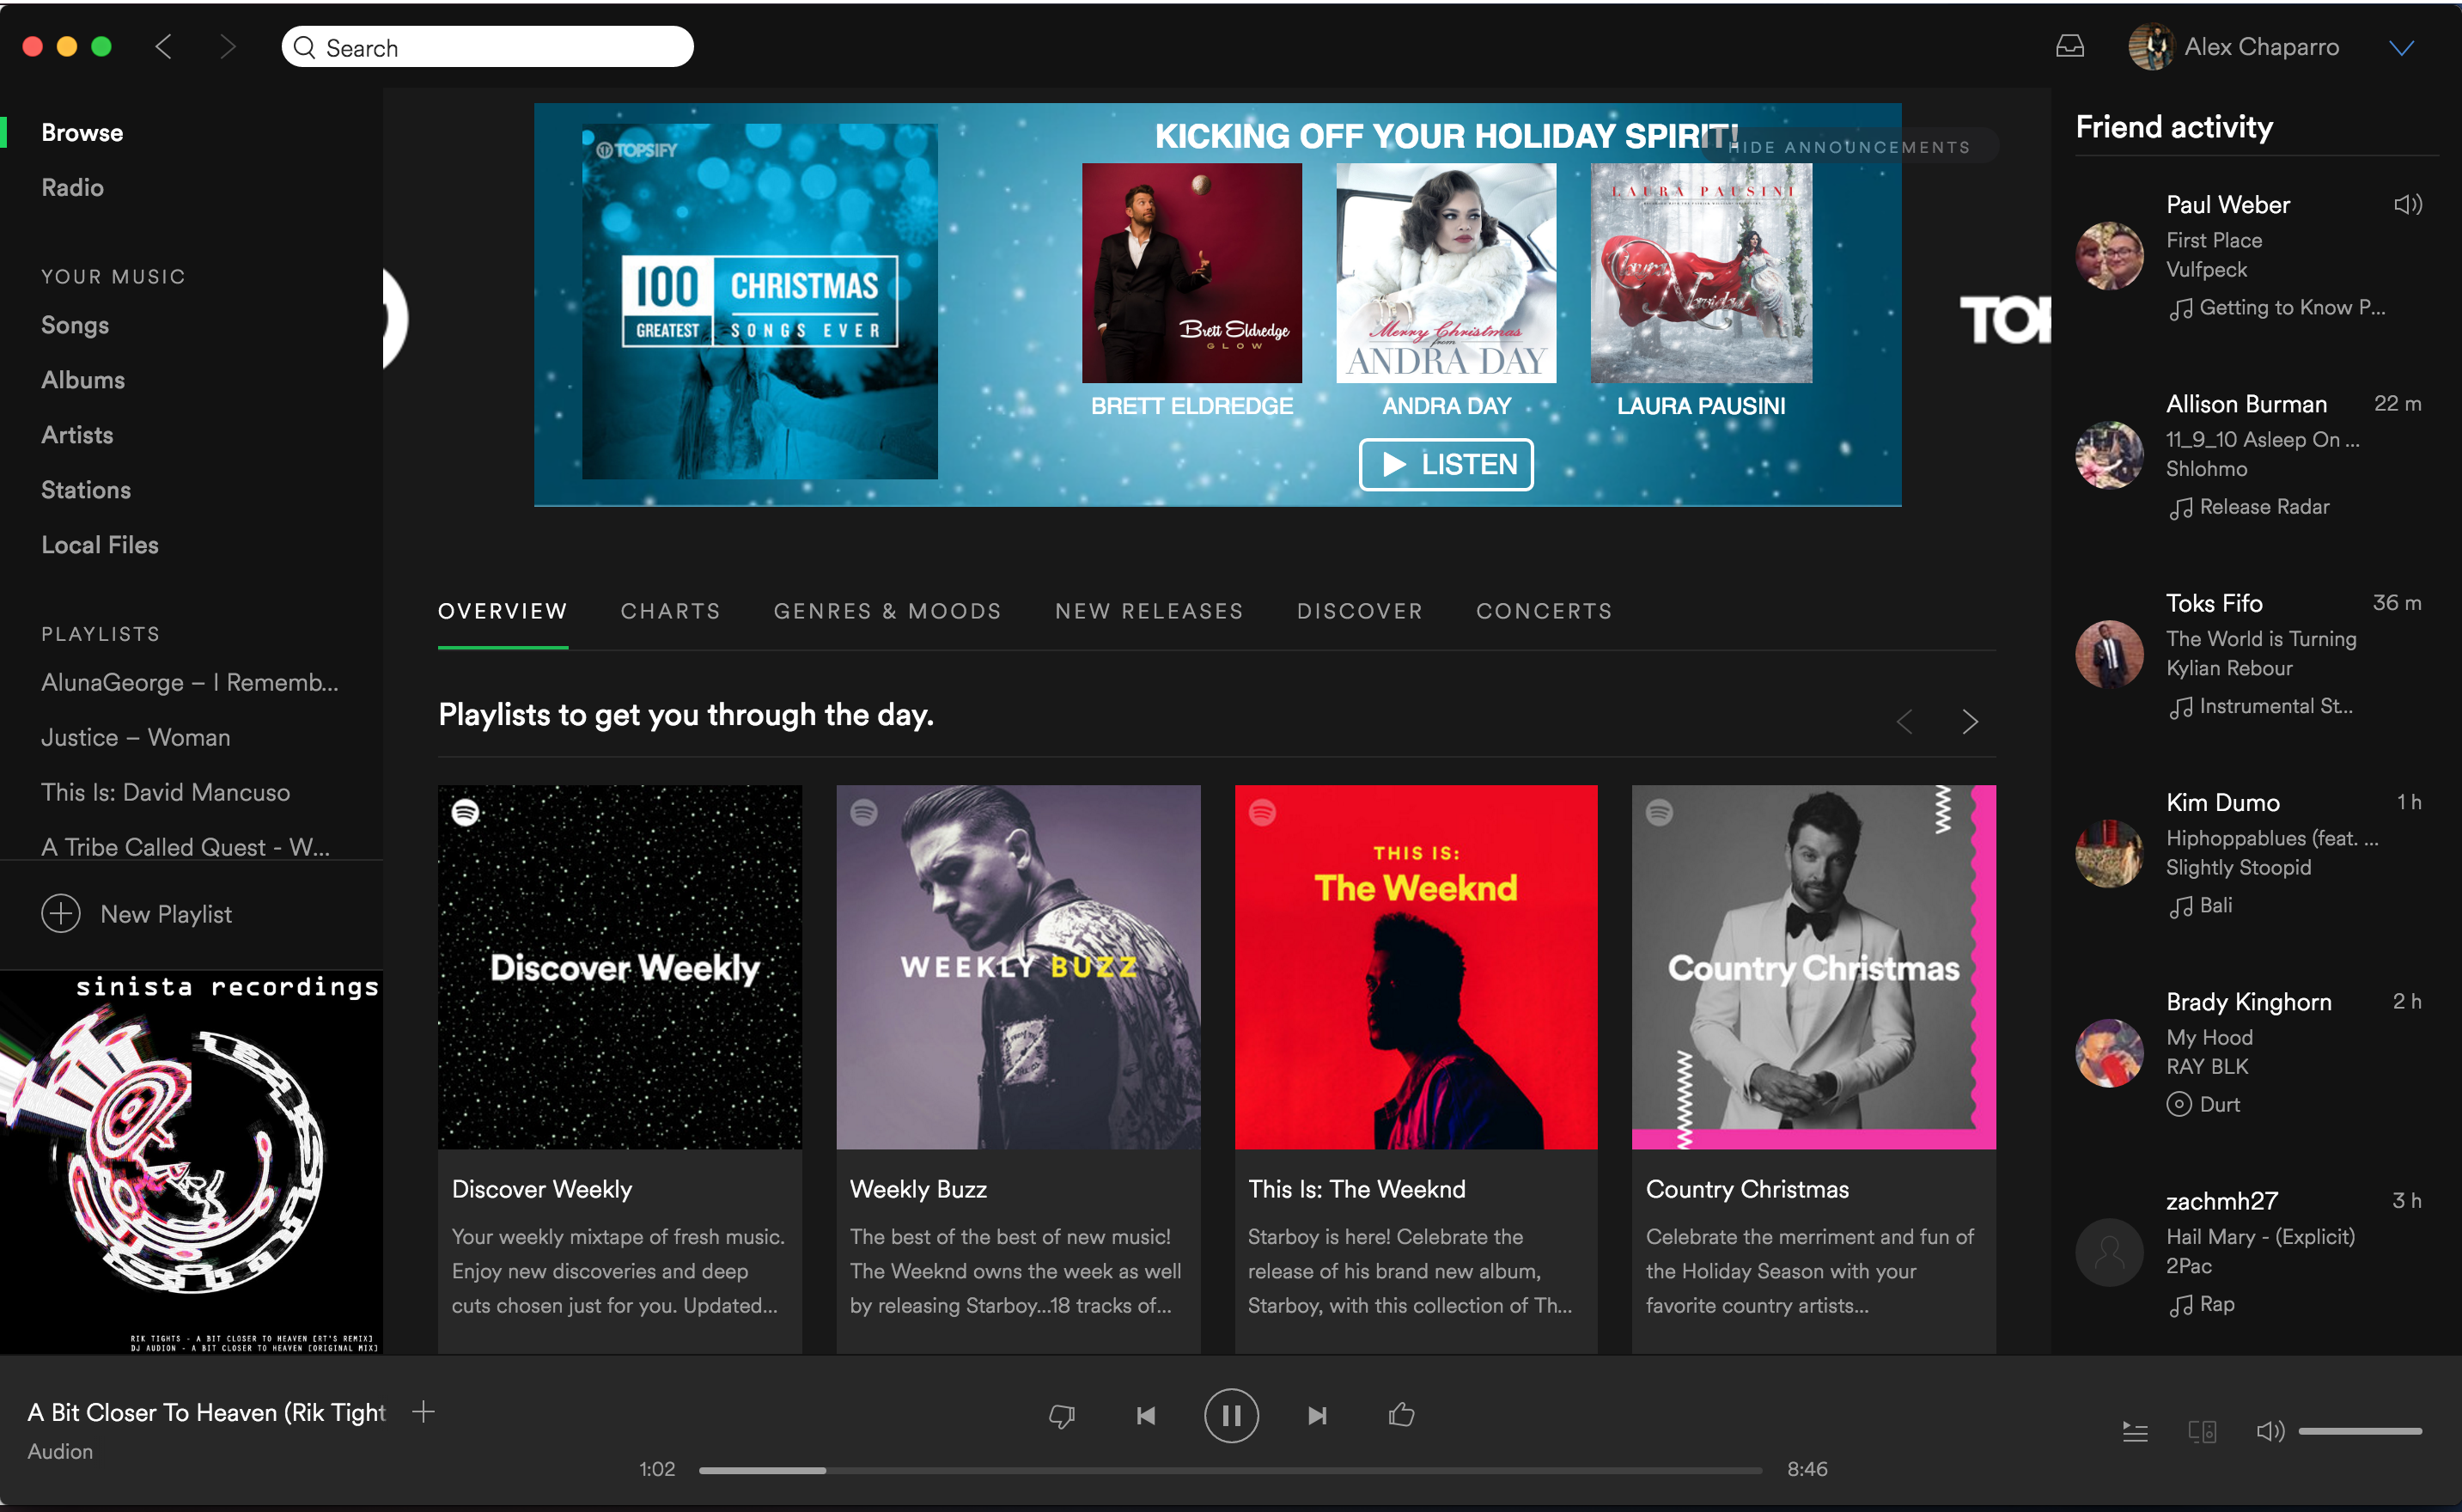 Search
Alex Chaparro
Browse
Radio
YOUR MUSIC
Songs
Albums
Artists
Stations
Local Files
PLAYLISTS
AlunaGeorge – I Rememb...
Justice – Woman
This Is: David Mancuso
A Tribe Called Quest - W...
New Playlist
sinista recordings
RIK TIGHTS - A BIT CLOSER TO HEAVEN [RT'S REMIX]
DJ AUDION - A BIT CLOSER TO HEAVEN [ORIGINAL MIX]
TOPSIFY
100
GREATEST
CHRISTMAS
SONGS EVER
KICKING OFF YOUR HOLIDAY SPIRIT!
HIDE ANNOUNCEMENTS
Brett Eldredge
GLOW
Merry Christmas
from
ANDRA DAY
LAURA PAUSINI
Laura
Navidad
BRETT ELDREDGE
ANDRA DAY
LAURA PAUSINI
LISTEN
TOP
OVERVIEW
CHARTS
GENRES & MOODS
NEW RELEASES
DISCOVER
CONCERTS
Playlists to get you through the day.
Discover Weekly
WEEKLY BUZZ
THIS IS:
The Weeknd
Country Christmas
Discover Weekly
Your weekly mixtape of fresh music.
Enjoy new discoveries and deep
cuts chosen just for you. Updated...
Weekly Buzz
The best of the best of new music!
The Weeknd owns the week as well
by releasing Starboy...18 tracks of...
This Is: The Weeknd
Starboy is here! Celebrate the
release of his brand new album,
Starboy, with this collection of Th...
Country Christmas
Celebrate the merriment and fun of
the Holiday Season with your
favorite country artists...
Friend activity
Paul Weber
First Place
Vulfpeck
Getting to Know P...
Allison Burman 22 m
11_9_10 Asleep On ...
Shlohmo
Release Radar
Toks Fifo 36 m
The World is Turning
Kylian Rebour
Instrumental St...
Kim Dumo 1 h
Hiphoppablues (feat. ...
Slightly Stoopid
Bali
Brady Kinghorn 2 h
My Hood
RAY BLK
Durt
zachmh27 3 h
Hail Mary - (Explicit)
2Pac
Rap
A Bit Closer To Heaven (Rik Tight
Audion
1:02
8:46